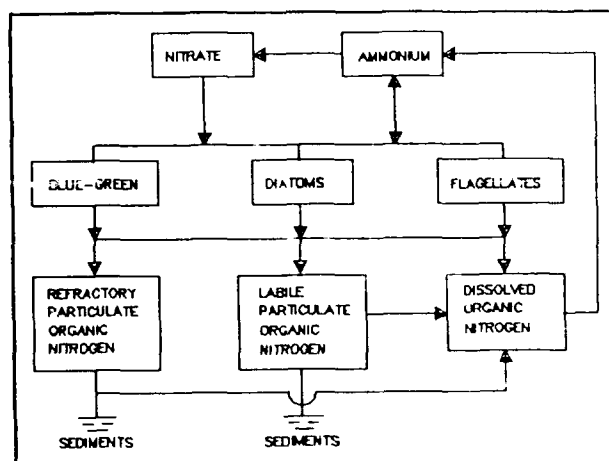 NITRATE
AMMONIUM
BLUE-GREEN
DIATOMS
FLAGELLATES
REFRACTORY
PARTICULATE
ORGANIC
NITROGEN
LABILE
PARTICULATE
ORGANIC
NITROGEN
DISSOLVED
ORGANIC
NITROGEN
SEDIMENTS
SEDIMENTS